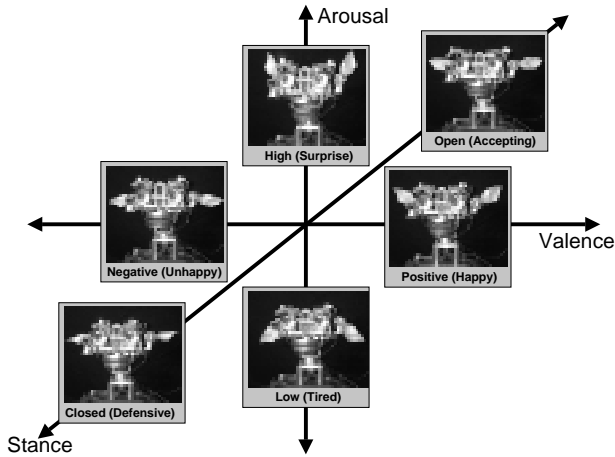 Arousal
High (Surprise)
Open (Accepting)
Negative (Unhappy)
Positive (Happy)
Valence
Closed (Defensive)
Low (Tired)
Stance